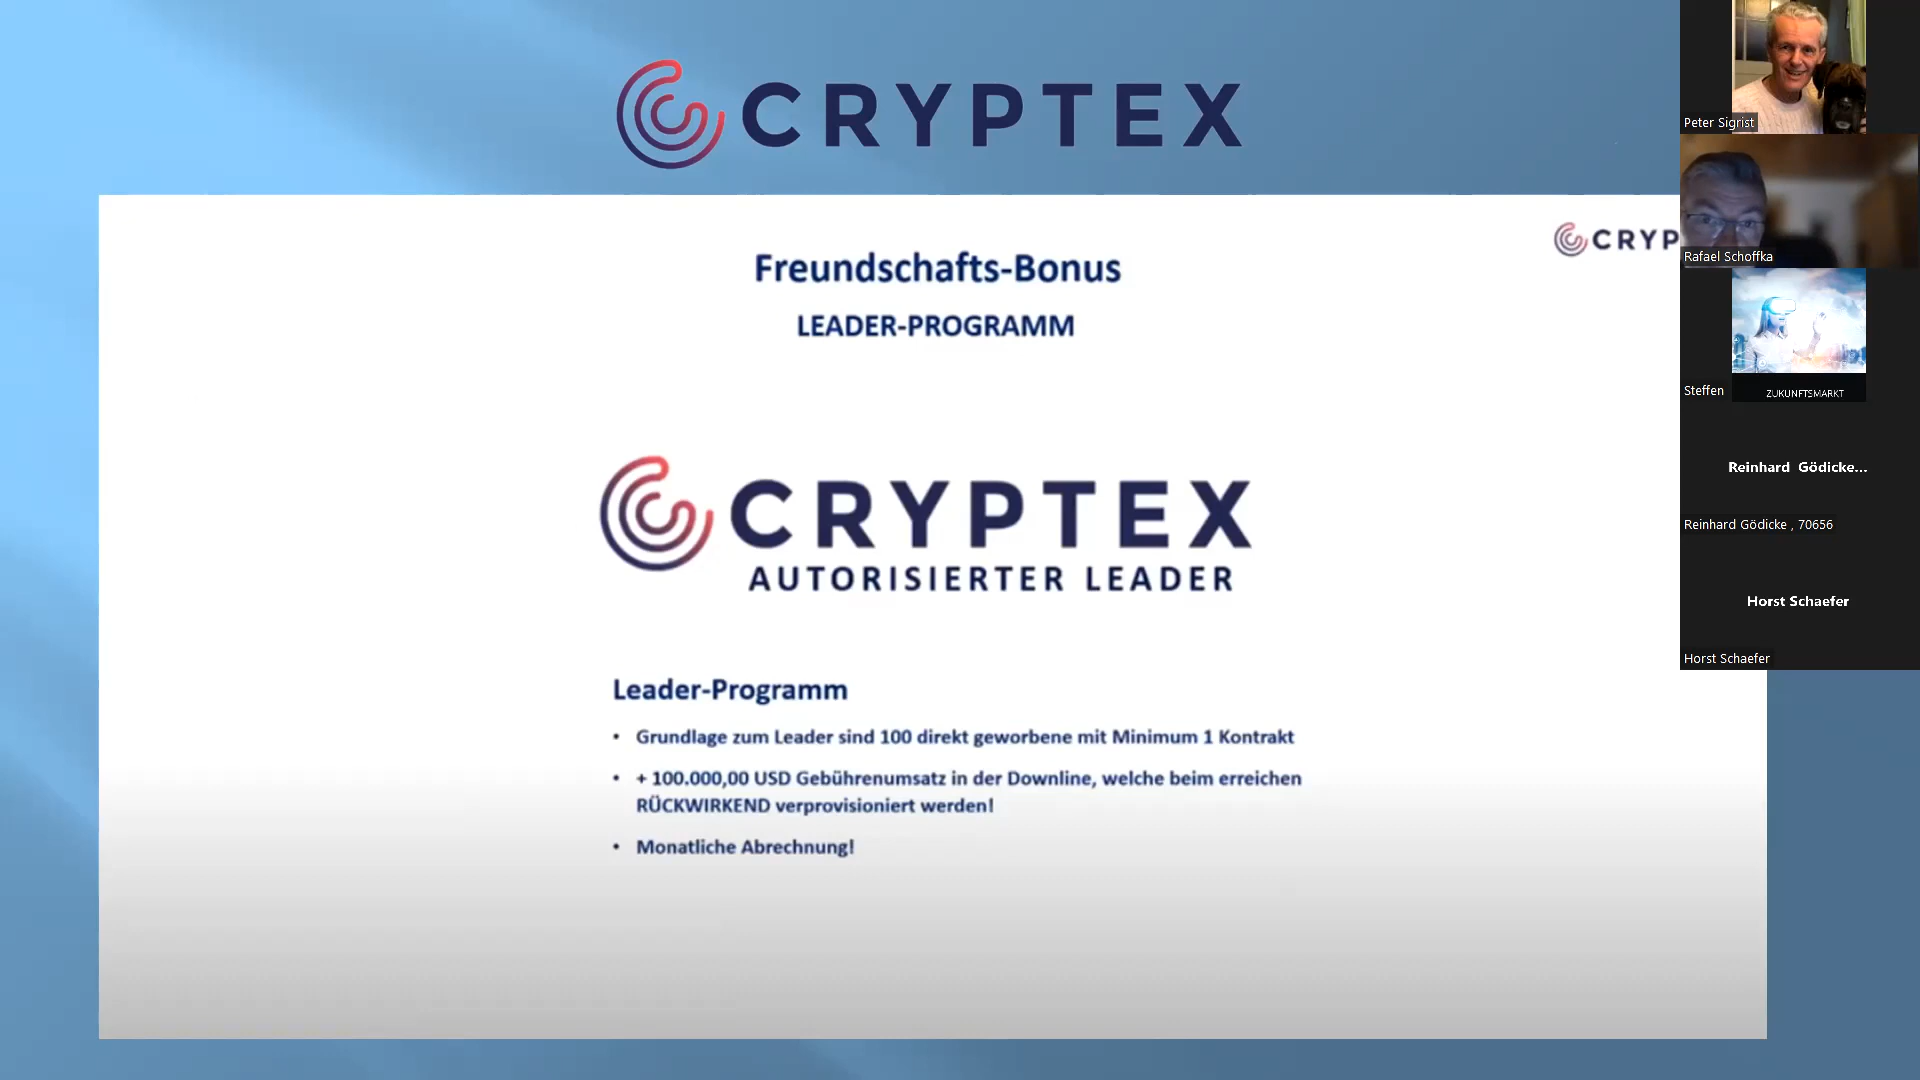 CRYPTEX
CRYP
Freundschafts-Bonus
LEADER-PROGRAMM
CRYPTEX
AUTORISIERTER LEADER
Leader-Programm
• Grundlage zum Leader sind 100 direkt geworbene mit Minimum 1 Kontrakt
• + 100.000,00 USD Gebührenumsatz in der Downline, welche beim erreichen
RÜCKWIRKEND verprovisioniert werden!
• Monatliche Abrechnung!
Peter Sigrist
Rafael Schoffka
Steffen
ZUKUNFTSMARKT
Reinhard Gödicke...
Reinhard Gödicke , 70656
Horst Schaefer
Horst Schaefer